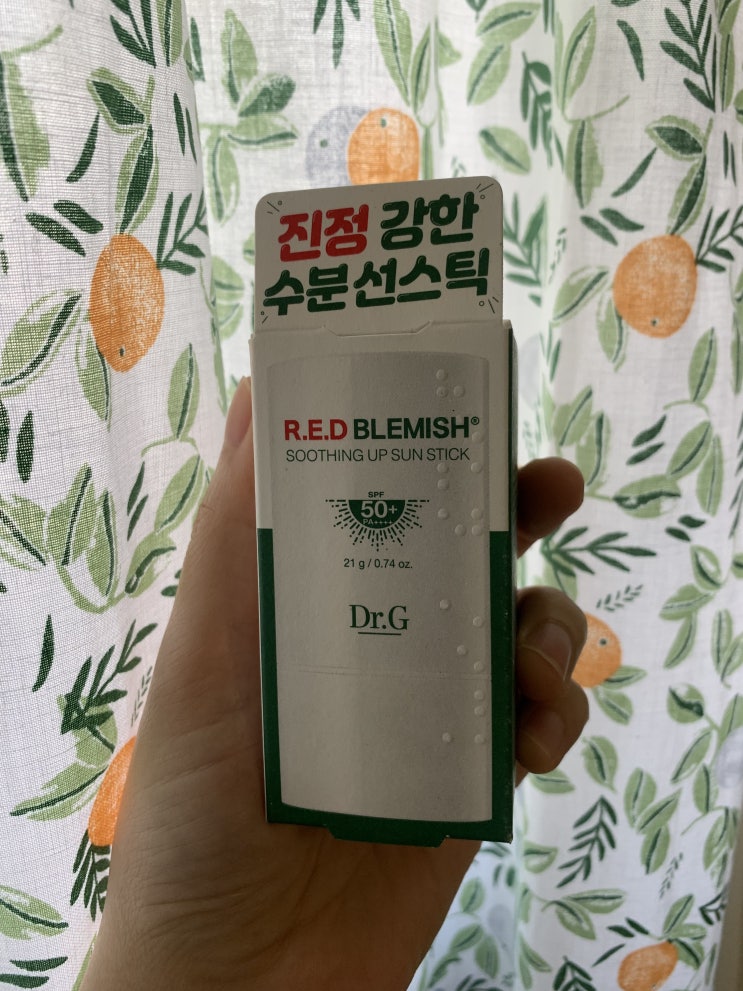 진정 강한
수분선스틱
R.E.D BLEMISH®
SOOTHING UP SUN STICK
SPF
50+
PA++++
21 g / 0.74 oz.
Dr.G